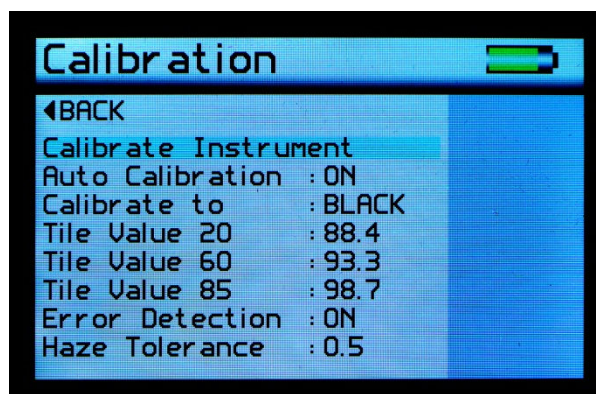 Calibration
BACK
Calibrate Instrument
Auto Calibration : ON
Calibrate to : BLACK
Tile Value 20 : 88.4
Tile Value 60 : 93.3
Tile Value 85 : 98.7
Error Detection : ON
Haze Tolerance : 0.5